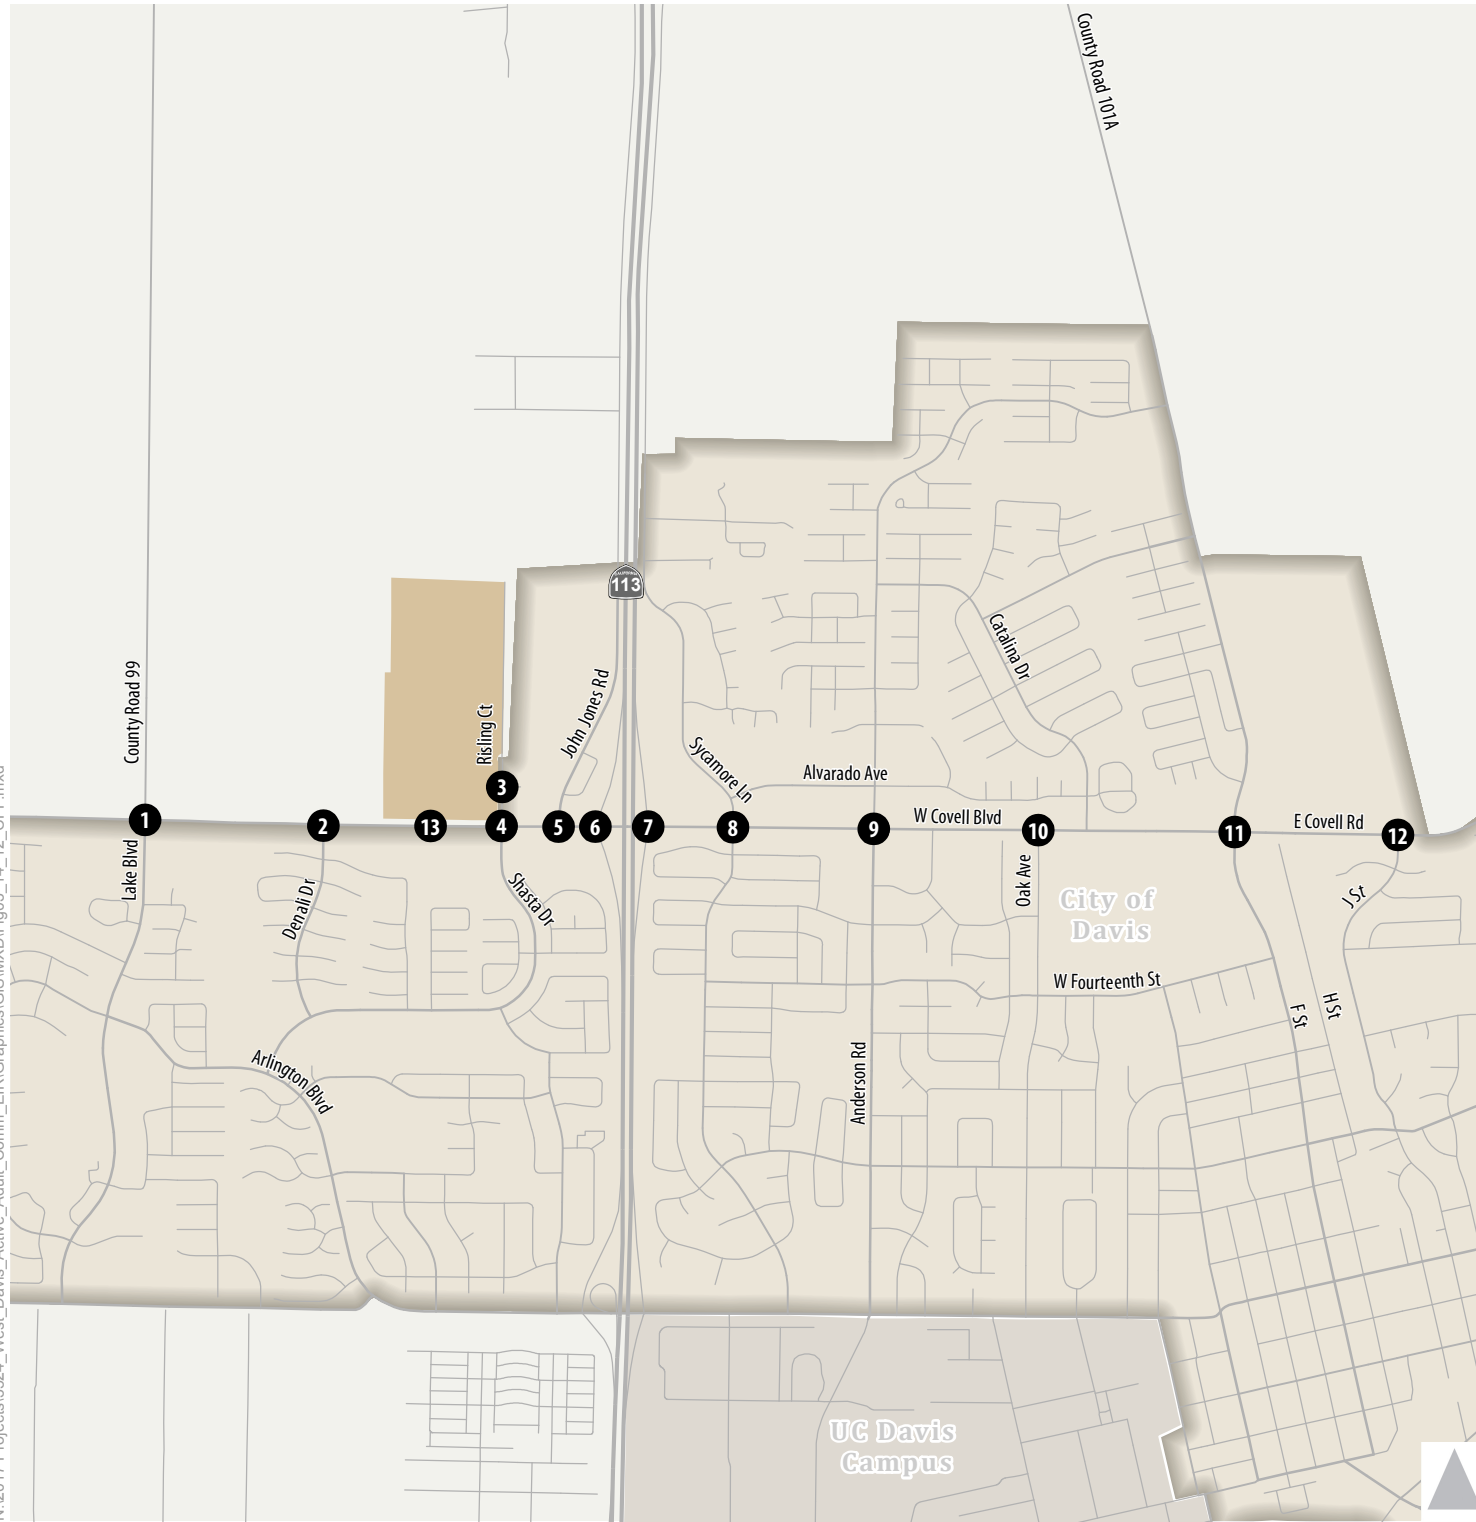 County Road 101A
CALIFORNIA
113
County Road 99
Risling Ct
John Jones Rd
Sycamore Ln
Catalina Dr
Alvarado Ave
W Covell Blvd
E Covell Rd
3
1
2
13
4
5
6
7
8
9
10
11
12
Lake Blvd
Denali Dr
Shasta Dr
Oak Ave
City of
Davis
J St
W Fourteenth St
F St
H St
Arlington Blvd
Anderson Rd
UC Davis
Campus